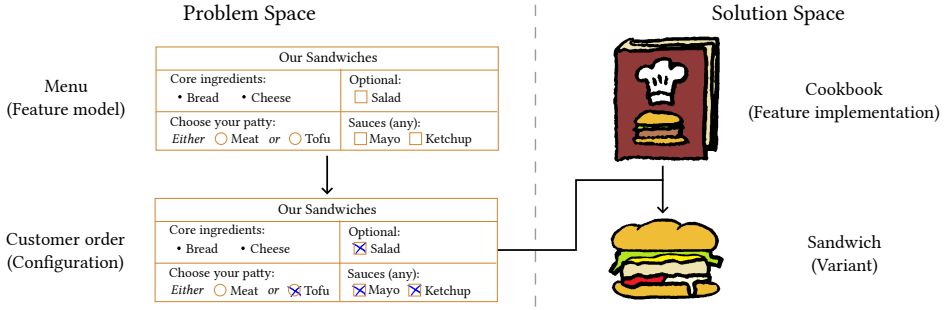 Problem Space
Solution Space
Menu
(Feature model)
Our Sandwiches
Core ingredients:
• Bread • Cheese
Optional:
Salad
Choose your patty:
Either Meat or Tofu
Sauces (any):
Mayo Ketchup
Cookbook
(Feature implementation)
Customer order
(Configuration)
Our Sandwiches
Core ingredients:
• Bread • Cheese
Optional:
Salad
Choose your patty:
Either Meat or Tofu
Sauces (any):
Mayo Ketchup
Sandwich
(Variant)